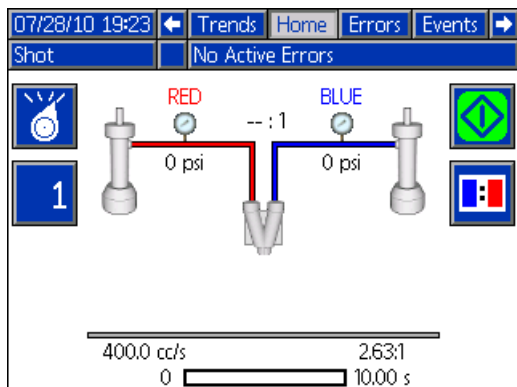 07/28/10 19:23 Trends Home Errors Events
Shot No Active Errors
RED BLUE
-- : 1
0 psi 0 psi
1
400.0 cc/s 2.63:1
0 10.00 s